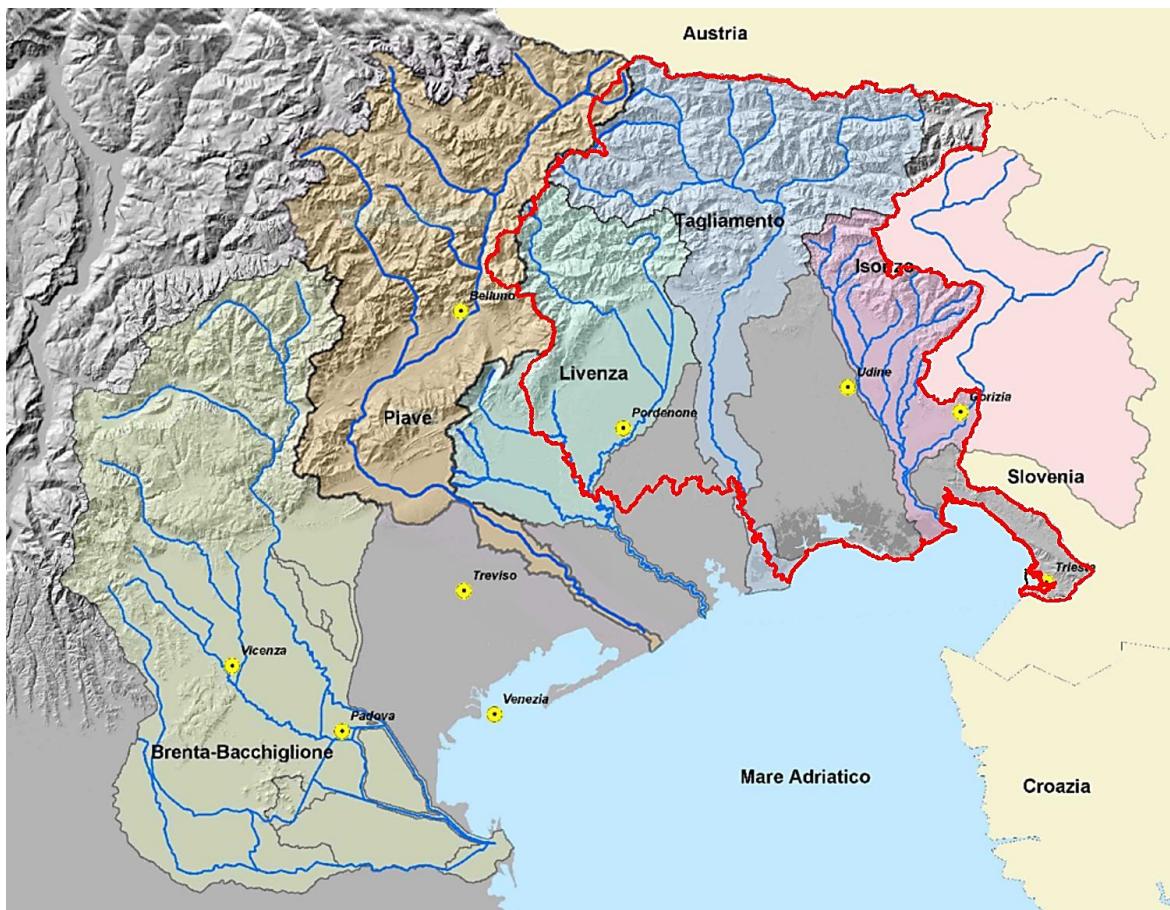 Austria
Tagliamento
Isonzo
Belluno
Livenza
Udine
Piave
Pordenone
Gorizia
Slovenia
Treviso
Trieste
Vicenza
Venezia
Padova
Brenta-Bacchiglione
Mare Adriatico
Croazia